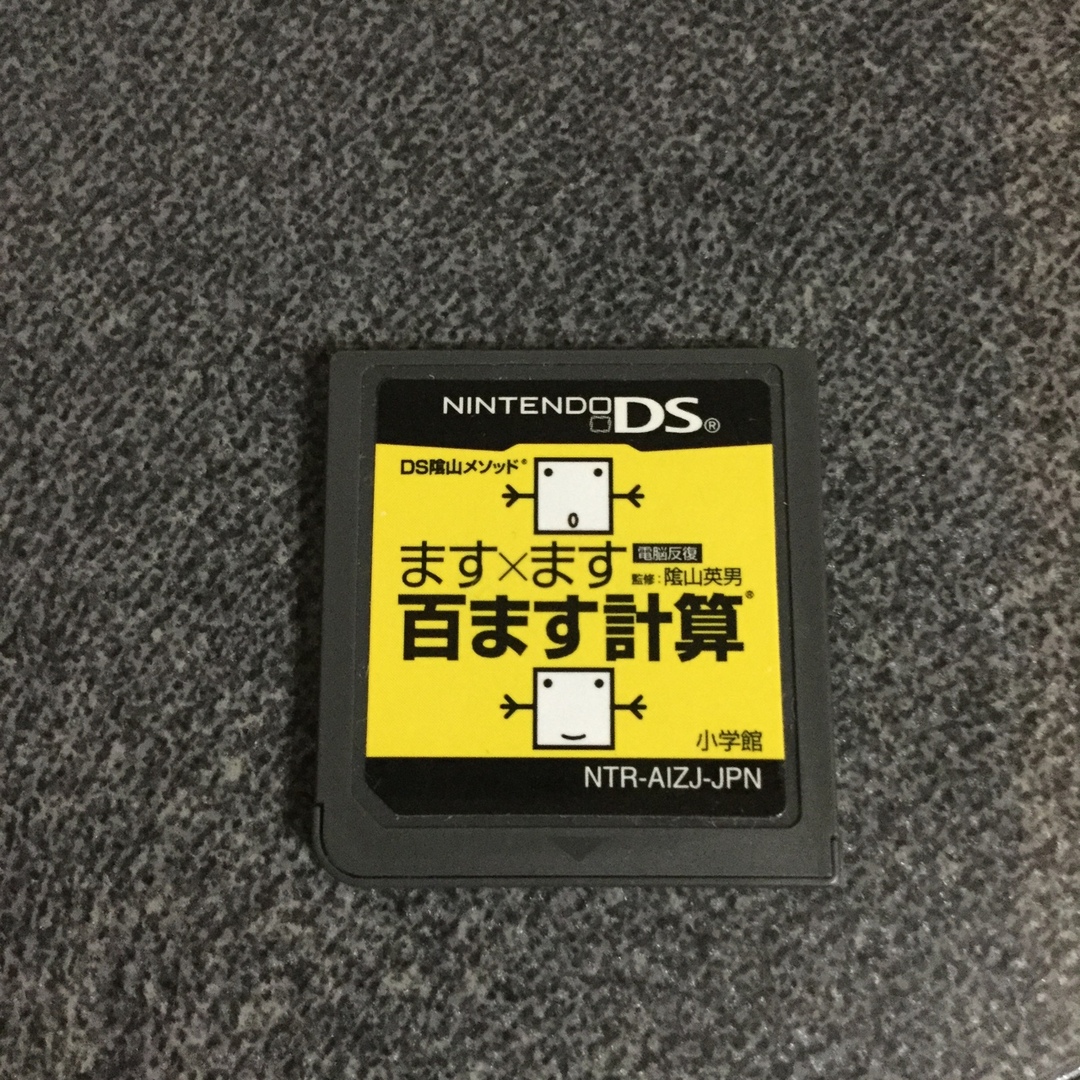 NINTENDO DS®
DS陰山メソッド®
ます×ます 電脳反復
監修:陰山英男
百ます計算®
小学館
NTR-AIZJ-JPN